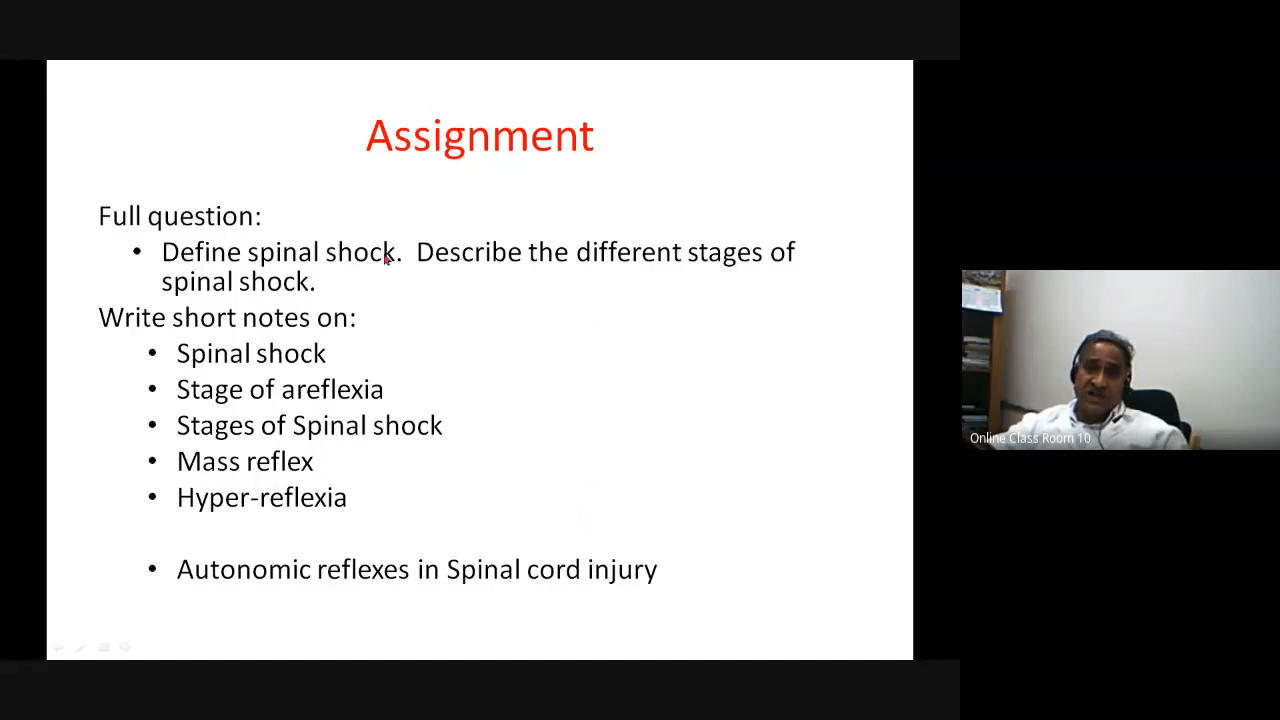 Assignment
Full question:
• Define spinal shock. Describe the different stages of
spinal shock.
Write short notes on:
• Spinal shock
• Stage of areflexia
• Stages of Spinal shock
• Mass reflex
• Hyper-reflexia
• Autonomic reflexes in Spinal cord injury
Online Class Room 10